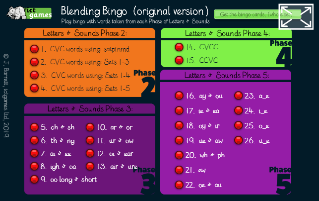 ict games
Blending Bingo (original version)
Play bingo with words taken from each Phase of Letters & Sounds
Letters & Sounds Phase 2:
1. CVC words using satpinmd
2. CVC words using Sets 1-3
3. CVC words using Sets 1-4
4. CVC words using Sets 1-5
Phase 2
Letters & Sounds Phase 3:
5. ch & sh
6. th & ng
7. ai & ee
8. igh & oa
9. oo long & short
10. ar & or
11. ur & ow
12. oi & ear
13. air & ure
Phase 3
Letters & Sounds Phase 4:
14. CVCC
15. CCVC
Phase 4
Letters & Sounds Phase 5:
16. ay & ou
17. ie & ea
18. oy & ir
19. ue & aw
20. wh & ph
21. ew
22. oe & au
23. a_e
24. i_e
25. o_e
26. u_e
Phase 5